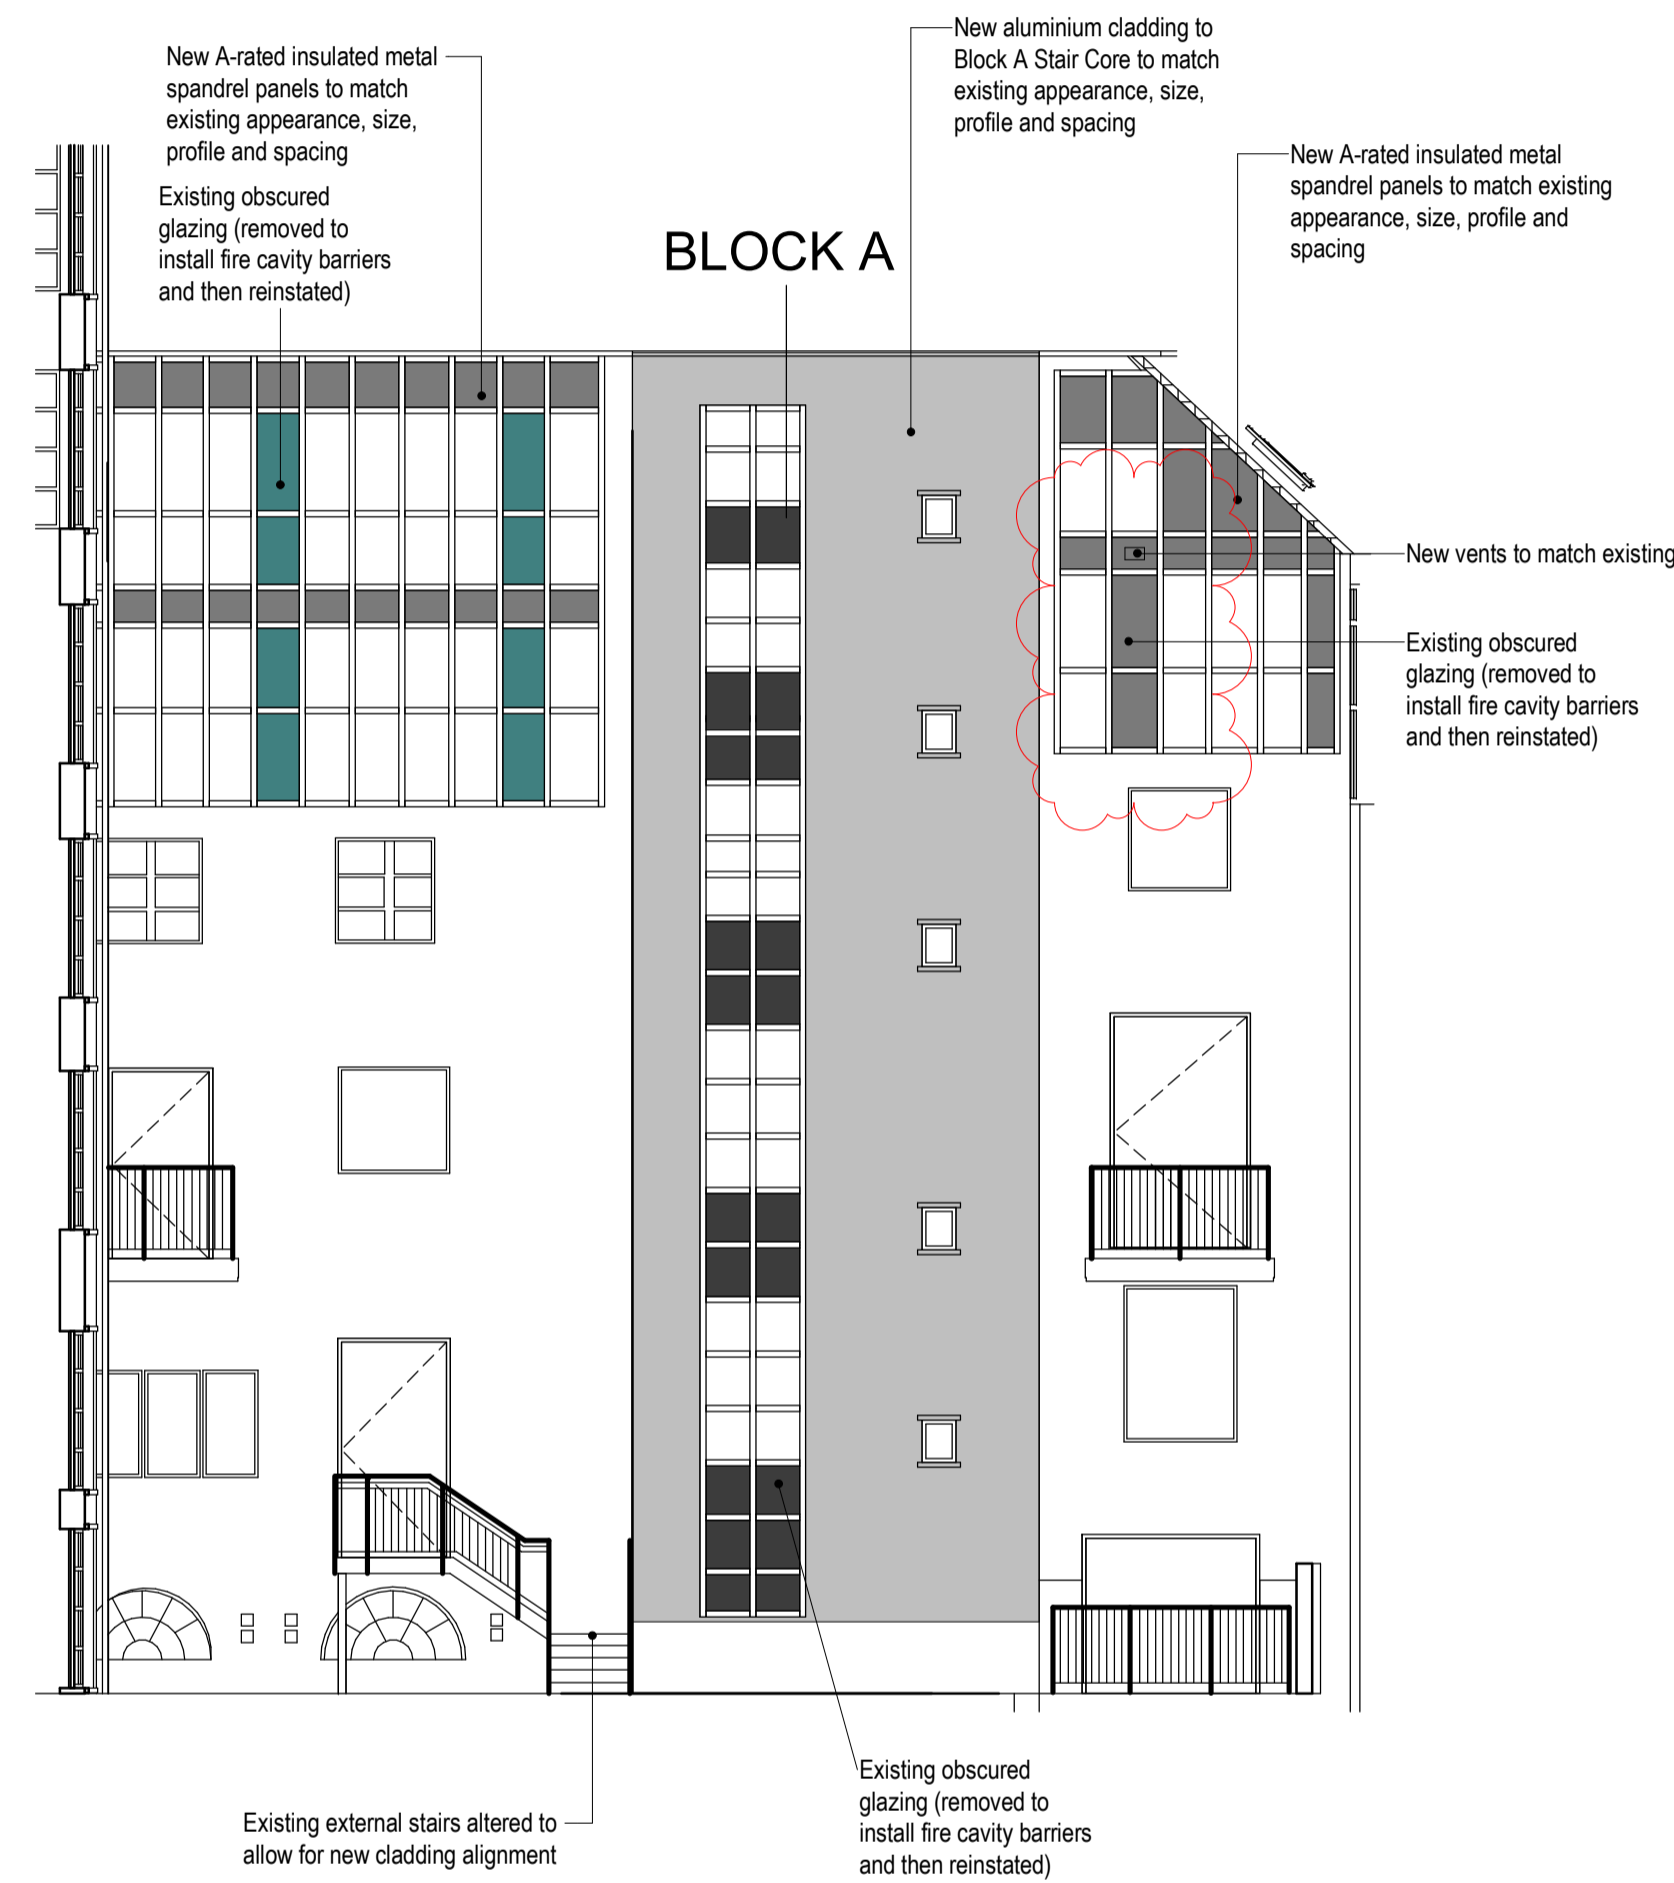 New aluminium cladding to
Block A Stair Core to match
existing appearance, size,
profile and spacing
New A-rated insulated metal
spandrel panels to match
existing appearance, size,
profile and spacing
New A-rated insulated metal
spandrel panels to match existing
appearance, size, profile and
spacing
Existing obscured
glazing (removed to
install fire cavity barriers
and then reinstated)
BLOCK A
New vents to match existing
Existing obscured
glazing (removed to
install fire cavity barriers
and then reinstated)
Existing obscured
glazing (removed to
install fire cavity barriers
and then reinstated)
Existing external stairs altered to
allow for new cladding alignment